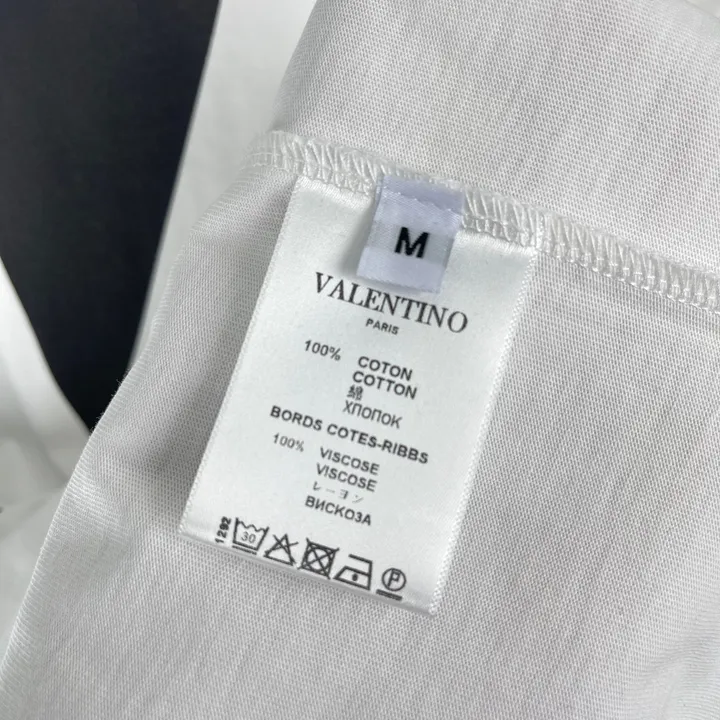 M
VALENTINO
PARIS
100% COTON
COTTON
綿
ХЛОПОК
BORDS COTES-RIBBS
100% VISCOSE
VISCOSE
レーヨン
ВИСКОЗА
1292
30
P